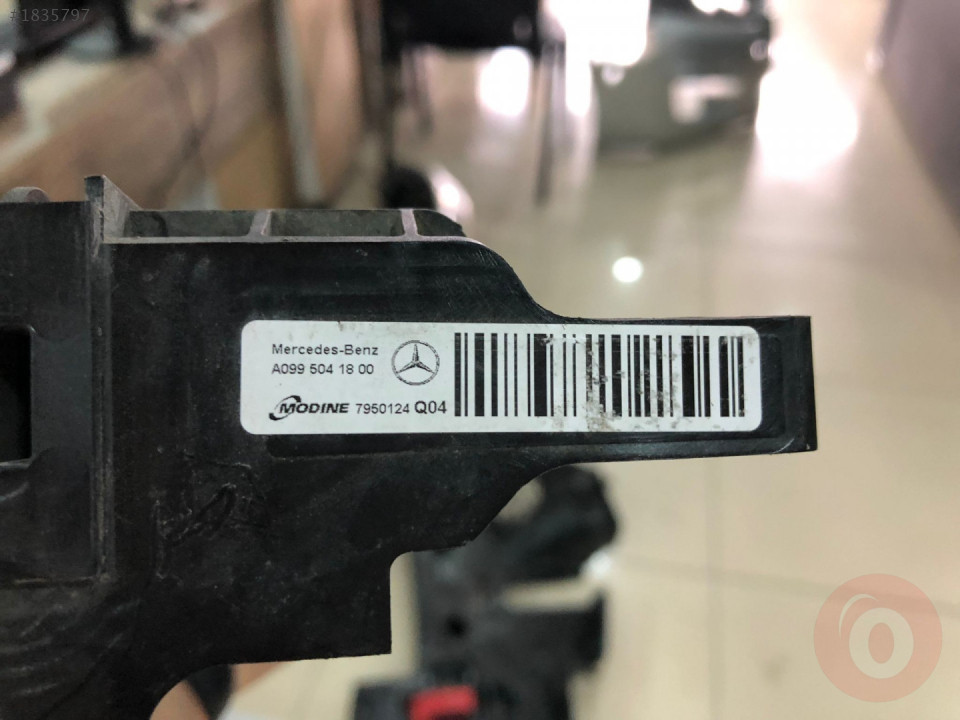 #1835797
Mercedes-Benz
A099 504 18 00
MODINE 7950124 Q04